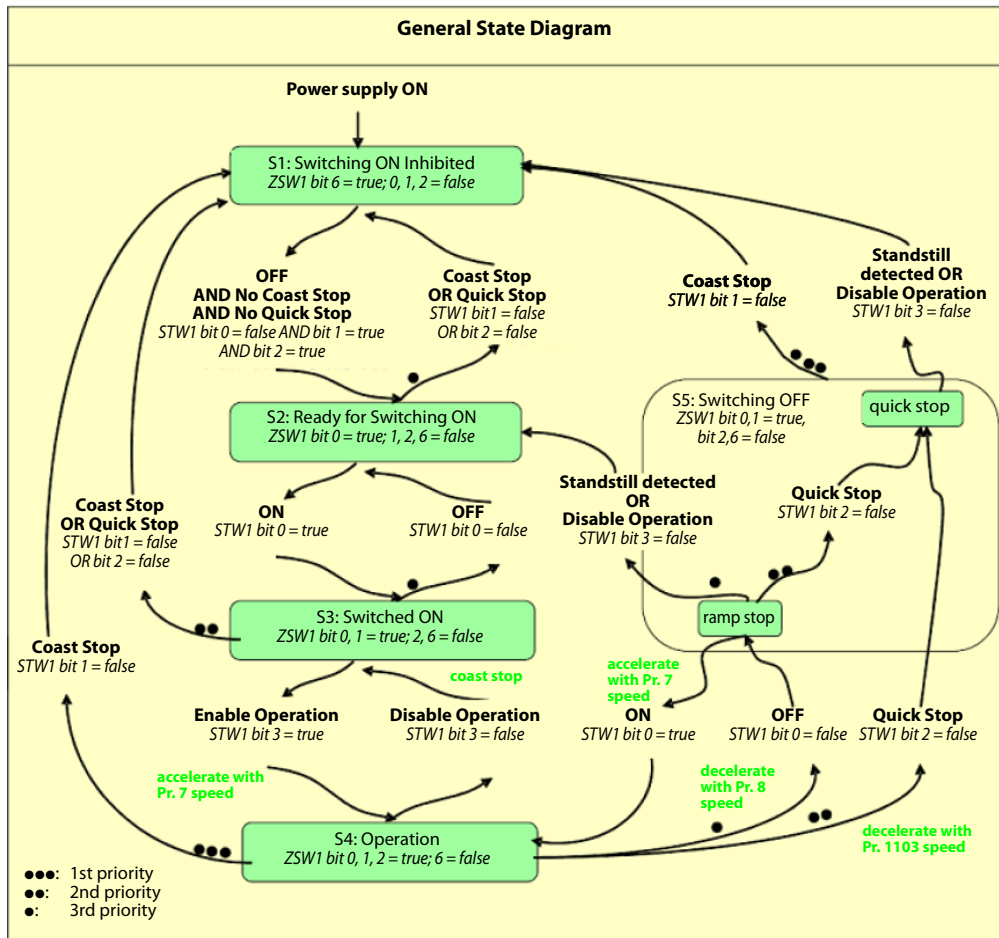 General State Diagram
Power supply ON
S1: Switching ON Inhibited
ZSW1 bit 6 = true; 0, 1, 2 = false
OFF
AND No Coast Stop
AND No Quick Stop
STW1 bit 0 = false AND bit 1 = true
AND bit 2 = true
Coast Stop
OR Quick Stop
STW1 bit1 = false
OR bit 2 = false
Coast Stop
STW1 bit 1 = false
Standstill
detected OR
Disable Operation
STW1 bit 3 = false
S2: Ready for Switching ON
ZSW1 bit 0 = true; 1, 2, 6 = false
S5: Switching OFF
ZSW1 bit 0,1 = true,
bit 2,6 = false
quick stop
Coast Stop
OR Quick Stop
STW1 bit1 = false
OR bit 2 = false
ON
STW1 bit 0 = true
OFF
STW1 bit 0 = false
Standstill detected
OR
Disable Operation
STW1 bit 3 = false
Quick Stop
STW1 bit 2 = false
S3: Switched ON
ZSW1 bit 0, 1 = true; 2, 6 = false
ramp stop
Coast Stop
STW1 bit 1 = false
coast stop
accelerate
with Pr. 7
speed
Enable Operation
STW1 bit 3 = true
Disable Operation
STW1 bit 3 = false
ON
STW1 bit 0 = true
OFF
STW1 bit 0 = false
Quick Stop
STW1 bit 2 = false
accelerate with
Pr. 7 speed
decelerate
with Pr. 8
speed
S4: Operation
ZSW1 bit 0, 1, 2 = true; 6 = false
decelerate with
Pr. 1103 speed
●●●: 1st priority
●●: 2nd priority
●: 3rd priority